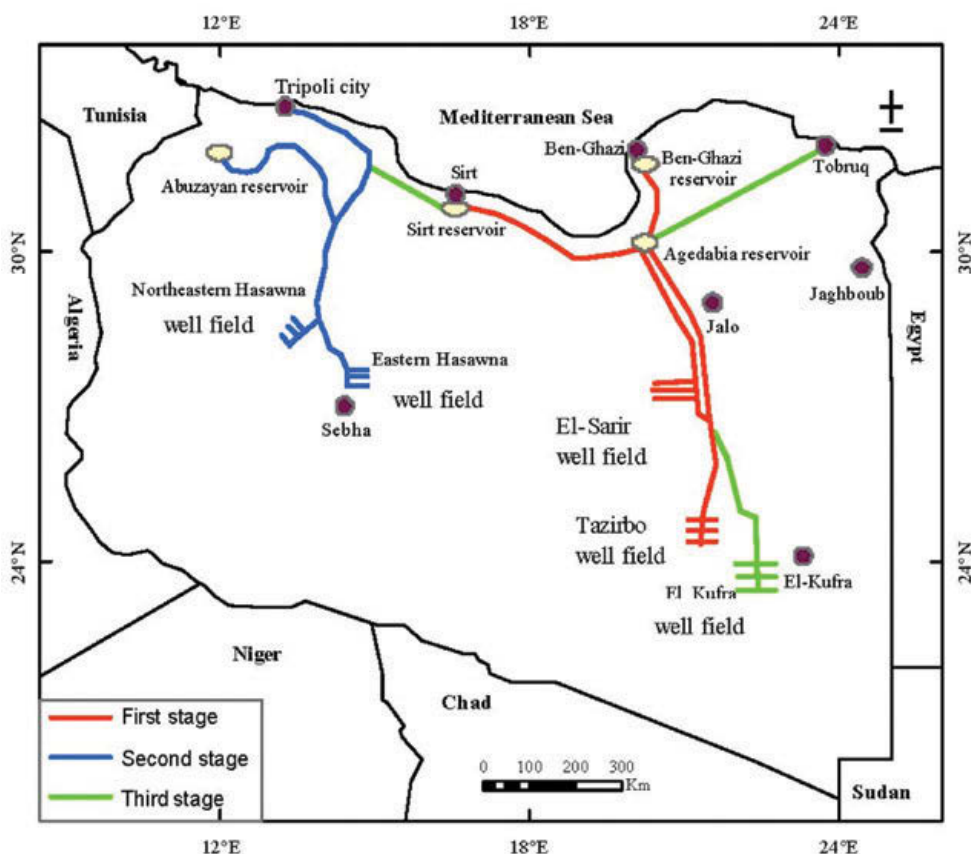 12°E
18°E
24°E
Tripoli city
Tunisia
Mediterranean Sea
Ben-Ghazi
Ben-Ghazi
reservoir
Tobruq
Abuzayan reservoir
Sirt
Sirt reservoir
30°N
30°N
Agedabia reservoir
Jaghboub
Northeastern Hasawna
well field
Jalo
Algeria
Egypt
Eastern Hasawna
well field
Sebha
El-Sarir
well field
Tazirbo
well field
24°N
24°N
El-Kufra
El Kufra
well field
Niger
Chad
First stage
Second stage
Third stage
0 100 200 300
Km
Sudan
12°E
18°E
24°E